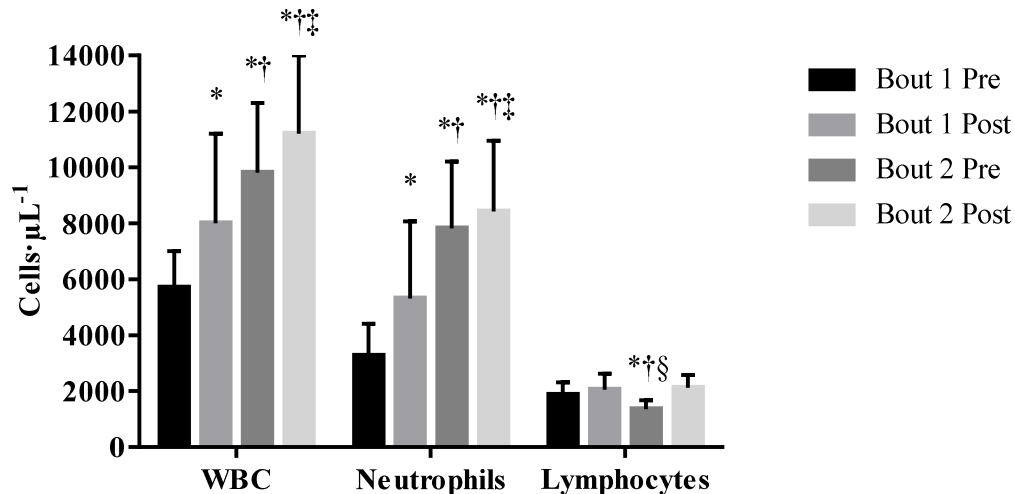 Cells·µL-1
14000
12000
10000
8000
6000
4000
2000
0
*
*†
*†‡
*
*†
*†‡
*†§
WBC
Neutrophils
Lymphocytes
Bout 1 Pre
Bout 1 Post
Bout 2 Pre
Bout 2 Post